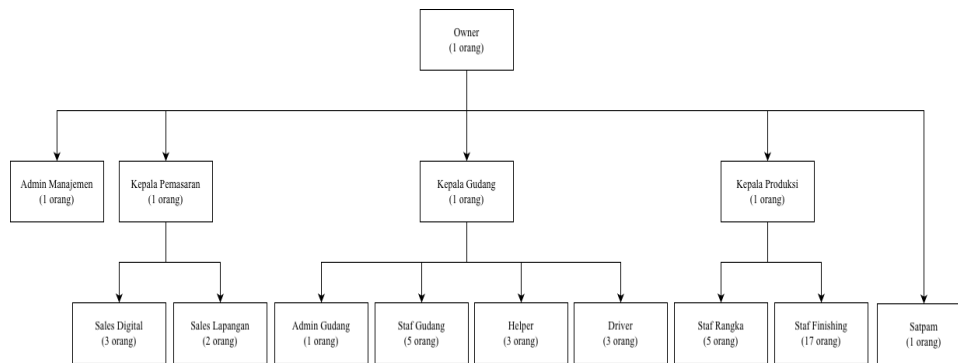 Owner
(1 orang)
Admin Manajemen
(1 orang)
Kepala Pemasaran
(1 orang)
Kepala Gudang
(1 orang)
Kepala Produksi
(1 orang)
Sales Digital
(3 orang)
Sales Lapangan
(2 orang)
Admin Gudang
(1 orang)
Staf Gudang
(5 orang)
Helper
(3 orang)
Driver
(3 orang)
Staf Rangka
(5 orang)
Staf Finishing
(17 orang)
Satpam
(1 orang)